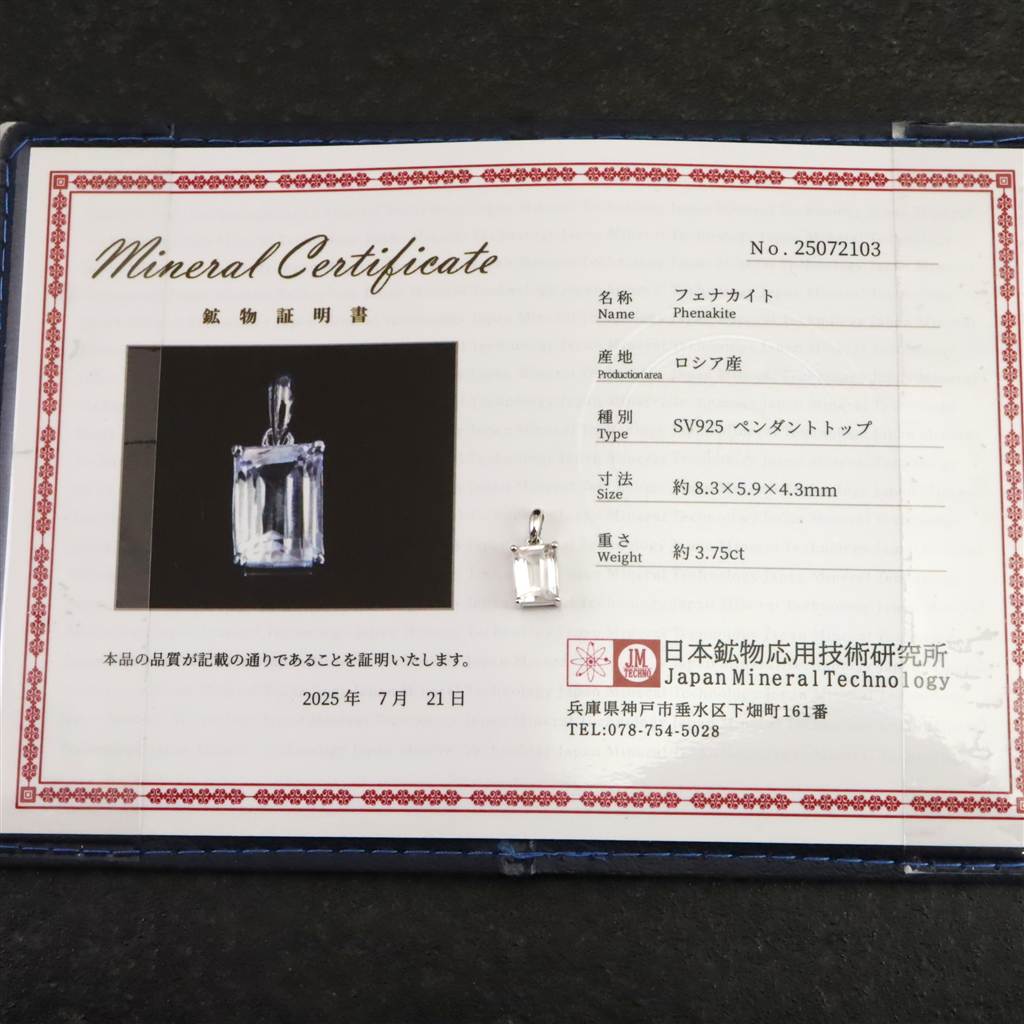 Mineral Certificate
鉱物証明書
No. 25072103
名称 フェナカイト
Name Phenakite
産地 ロシア産
Production area
種別 SV925 ペンダントトップ
Type
寸法 約 8.3×5.9×4.3mm
Size
重さ 約 3.75ct
Weight
本品の品質が記載の通りであることを証明いたします。
2025年 7月 21日
JM
TECHNO
日本鉱物応用技術研究所
Japan Mineral Technology
兵庫県神戸市垂水区下畑町161番
TEL:078-754-5028